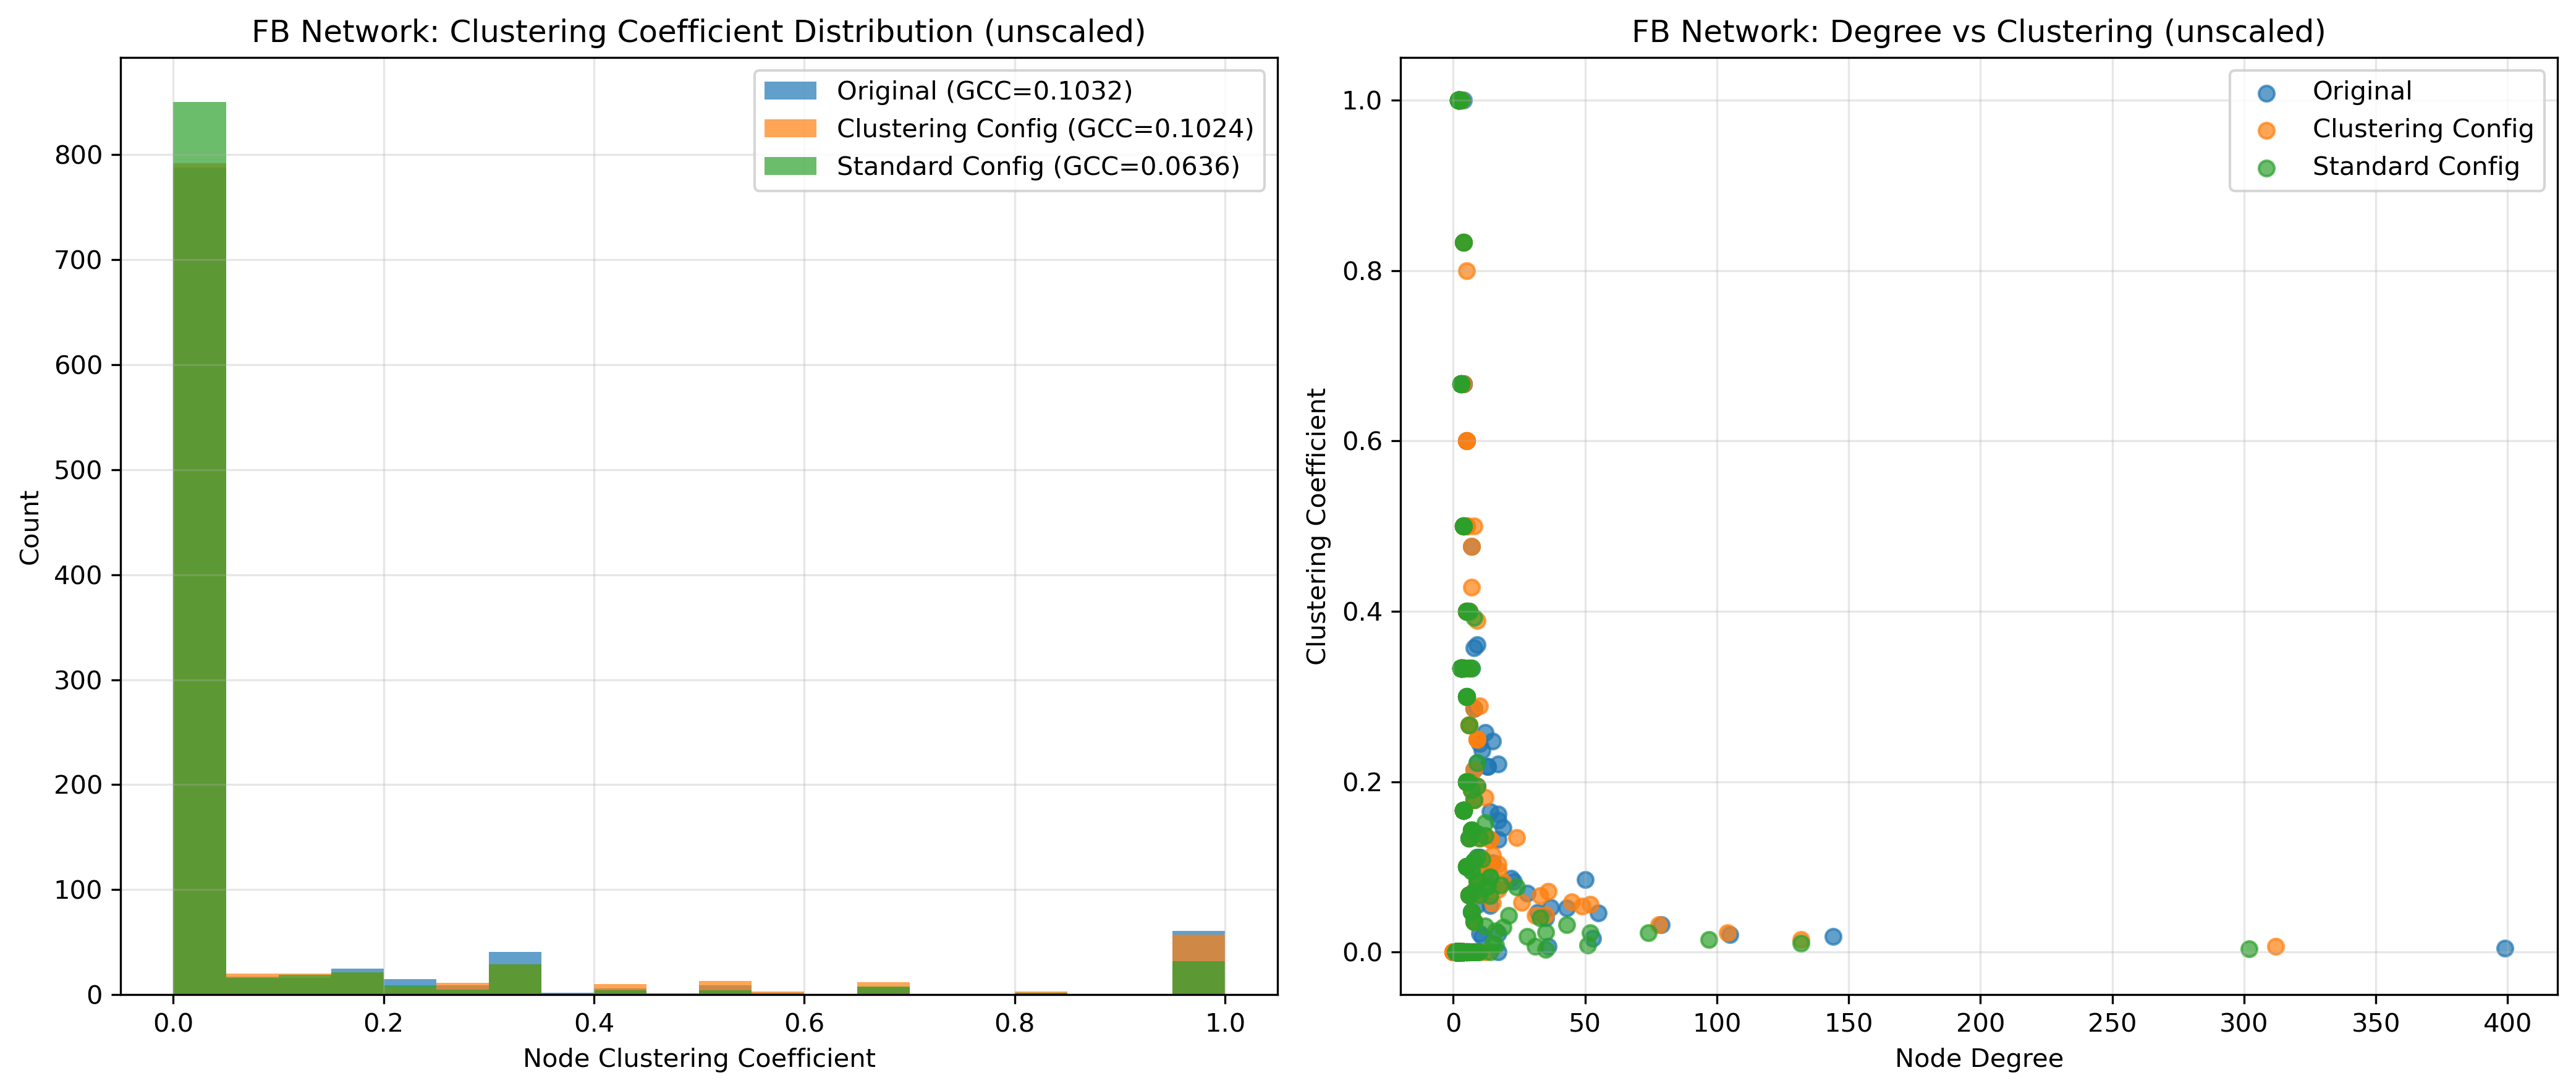 FB Network: Clustering Coefficient Distribution (unscaled)
Original (GCC=0.1032)
Clustering Config (GCC=0.1024)
Standard Config (GCC=0.0636)
Count
800
700
600
500
400
300
200
100
0
0.0
0.2
0.4
0.6
0.8
1.0
Node Clustering Coefficient
FB Network: Degree vs Clustering (unscaled)
Original
Clustering Config
Standard Config
Clustering Coefficient
1.0
0.8
0.6
0.4
0.2
0.0
0
50
100
150
200
250
300
350
400
Node Degree